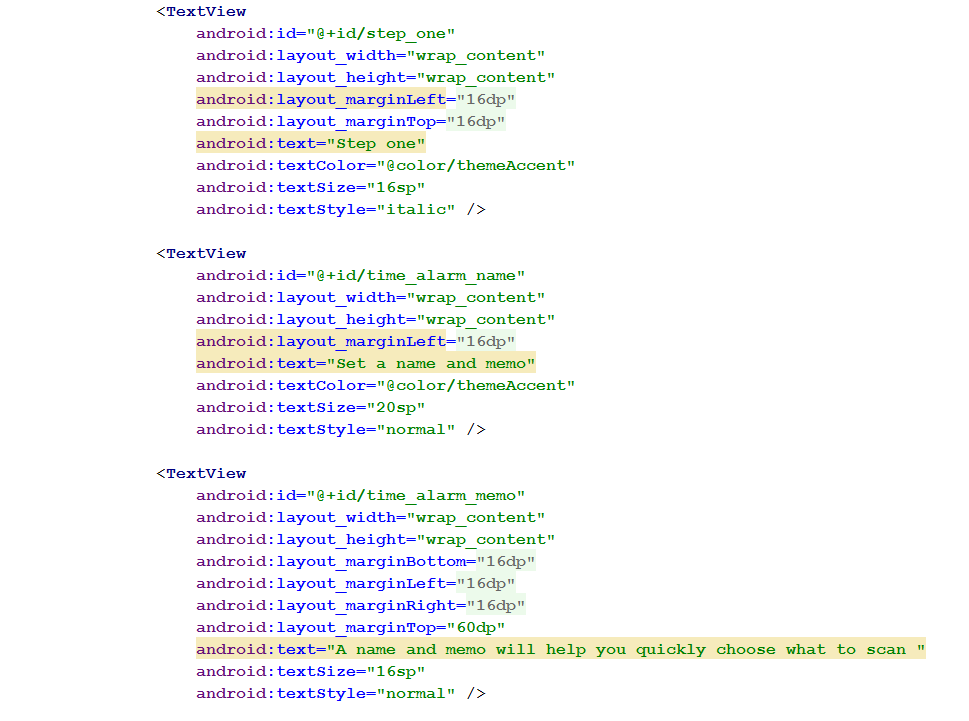 <TextView
android:id="@+id/step_one"
android:layout_width="wrap_content"
android:layout_height="wrap_content"
android:layout_marginLeft="16dp"
android:layout_marginTop="16dp"
android:text="Step one"
android:textColor="@color/themeAccent"
android:textSize="16sp"
android:textStyle="italic" />
<TextView
android:id="@+id/time_alarm_name"
android:layout_width="wrap_content"
android:layout_height="wrap_content"
android:layout_marginLeft="16dp"
android:text="Set a name and memo"
android:textColor="@color/themeAccent"
android:textSize="20sp"
android:textStyle="normal" />
<TextView
android:id="@+id/time_alarm_memo"
android:layout_width="wrap_content"
android:layout_height="wrap_content"
android:layout_marginBottom="16dp"
android:layout_marginLeft="16dp"
android:layout_marginRight="16dp"
android:layout_marginTop="60dp"
android:text="A name and memo will help you quickly choose what to scan "
android:textSize="16sp"
android:textStyle="normal" />